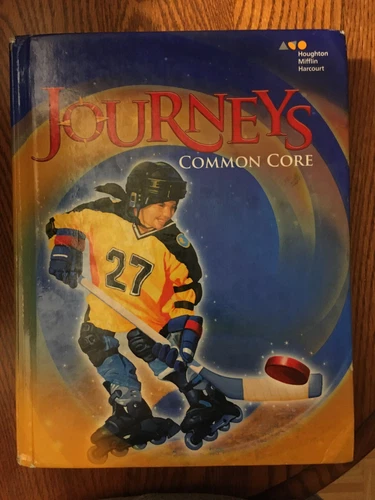 Houghton
Mifflin
Harcourt
JOURNEYS
COMMON CORE
27